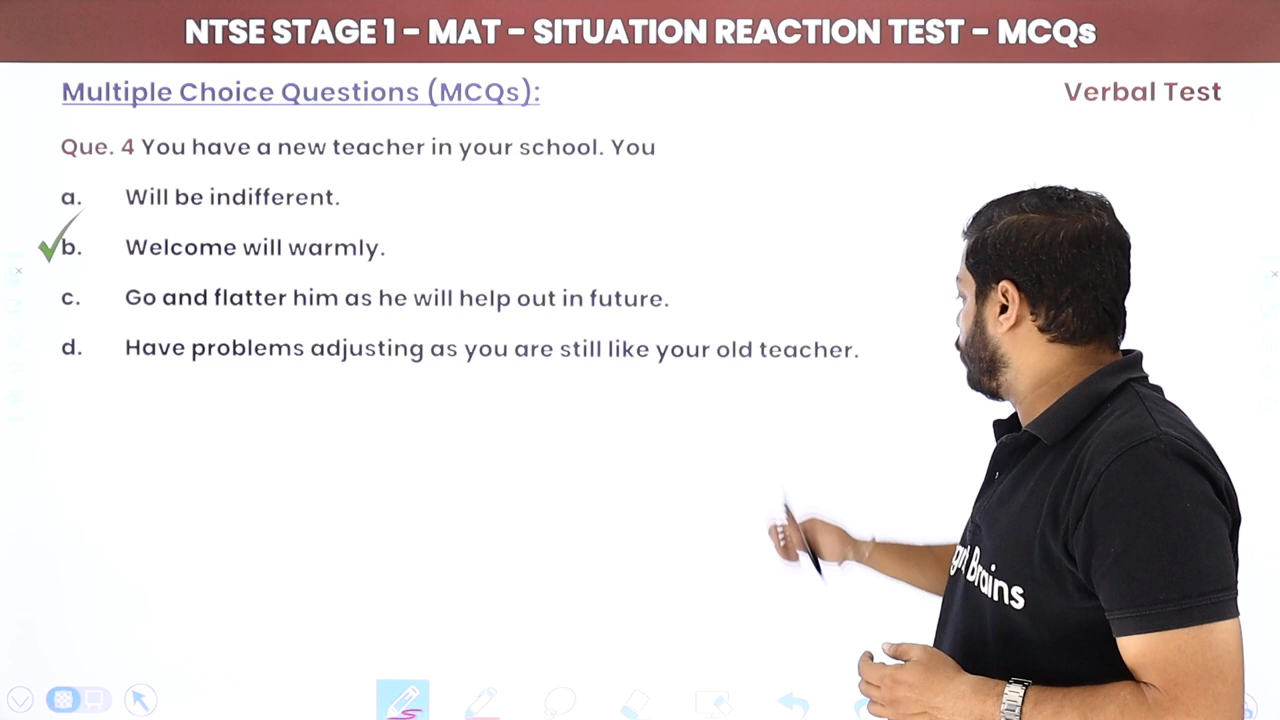 NTSE STAGE 1 – MAT – SITUATION REACTION TEST – MCQs
Multiple Choice Questions (MCQs):
Verbal Test
Que. 4 You have a new teacher in your school. You
a. Will be indifferent.
b. Welcome will warmly.
c. Go and flatter him as he will help out in future.
d. Have problems adjusting as you are still like your old teacher.
Brains